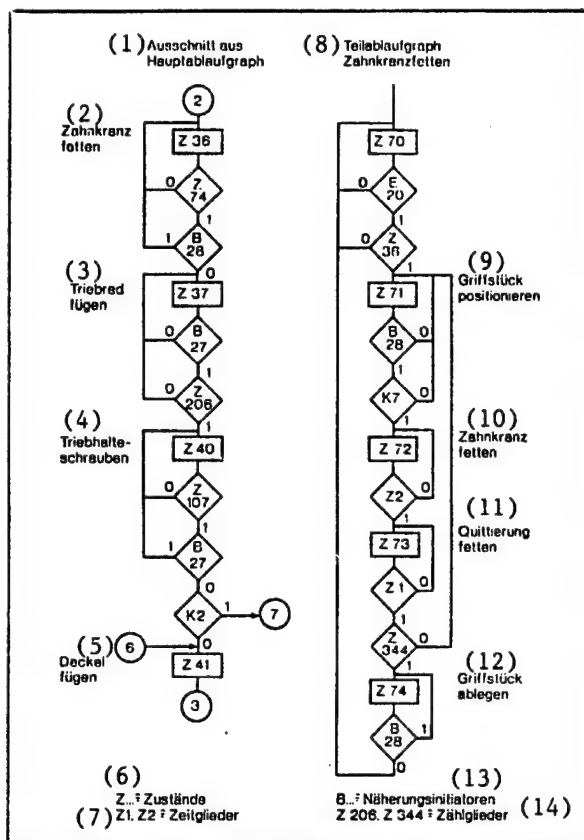 (1) Ausschnitt aus
Hauptablaufgraph
2
(2)
Zahnkranz
fetten
Z 36
0
Z
74
1
1
B
28
0
(3)
Triebrad
fügen
Z 37
0
B
27
1
0
Z
206
1
(4)
Triebhalte-
schrauben
Z 40
0
Z
107
1
1
B
27
0
K2
1
7
0
(5)
Deckel
fügen
6
Z 41
3
(6)
Z...≙ Zustände
(7) Z1, Z2 ≙ Zeitglieder
(8) Teilablaufgraph
Zahnkranzfetten
Z 70
0
E
20
1
0
Z
36
1
(9)
Griffstück
positionieren
Z 71
B
28
0
1
K7
0
1
(10)
Zahnkranz
fetten
Z 72
Z2
0
1
(11)
Quittierung
fetten
Z 73
Z 1
0
1
Z
344
0
1
(12)
Griffstück
ablegen
Z 74
B
28
1
0
(13)
B...≙ Näherungsinitiatoren
Z 206, Z 344 ≙ Zählglieder (14)